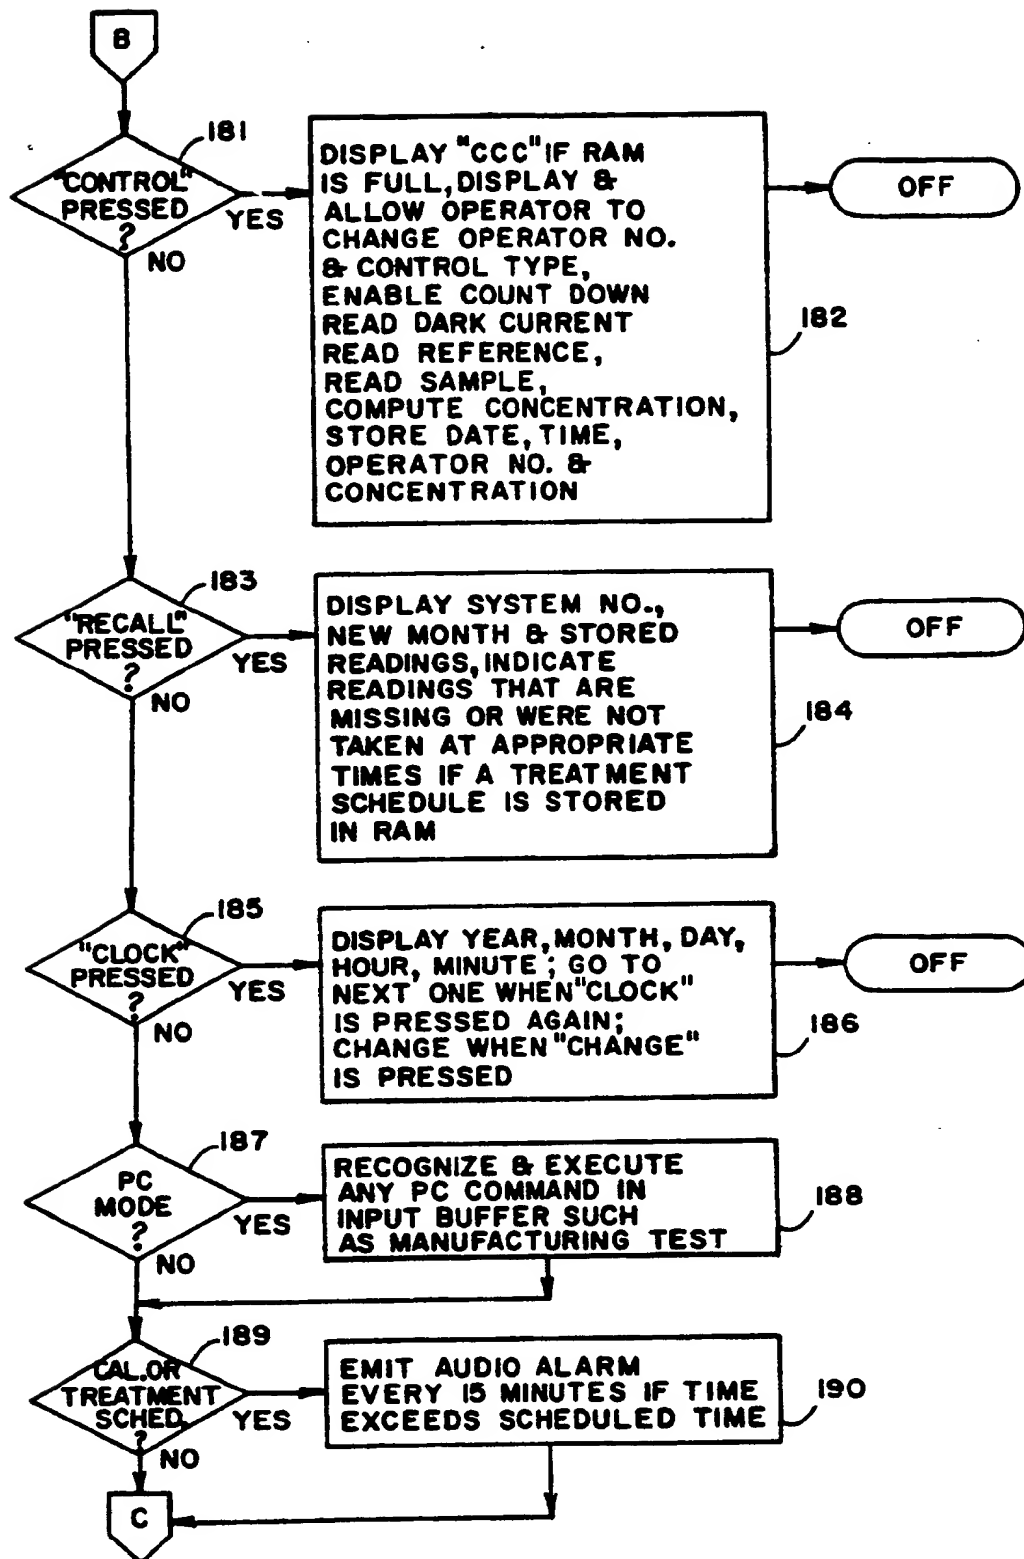 B
181
"CONTROL"
PRESSED
?
YES
NO
DISPLAY "CCC" IF RAM
IS FULL, DISPLAY &
ALLOW OPERATOR TO
CHANGE OPERATOR NO.
& CONTROL TYPE,
ENABLE COUNT DOWN
READ DARK CURRENT
READ REFERENCE,
READ SAMPLE,
COMPUTE CONCENTRATION,
STORE DATE, TIME,
OPERATOR NO. &
CONCENTRATION
182
OFF
183
"RECALL"
PRESSED
?
YES
NO
DISPLAY SYSTEM NO.,
NEW MONTH & STORED
READINGS, INDICATE
READINGS THAT ARE
MISSING OR WERE NOT
TAKEN AT APPROPRIATE
TIMES IF A TREATMENT
SCHEDULE IS STORED
IN RAM
184
OFF
185
"CLOCK"
PRESSED
?
YES
NO
DISPLAY YEAR, MONTH, DAY,
HOUR, MINUTE; GO TO
NEXT ONE WHEN "CLOCK"
IS PRESSED AGAIN;
CHANGE WHEN "CHANGE"
IS PRESSED
186
OFF
187
PC
MODE
?
YES
NO
RECOGNIZE & EXECUTE
ANY PC COMMAND IN
INPUT BUFFER SUCH
AS MANUFACTURING TEST
188
189
CAL. OR
TREATMENT
SCHED.
?
YES
NO
EMIT AUDIO ALARM
EVERY 15 MINUTES IF TIME
EXCEEDS SCHEDULED TIME
190
C